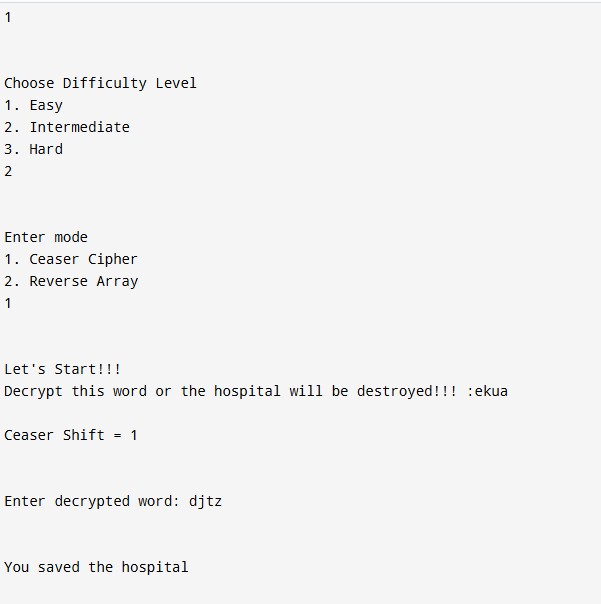 1
Choose Difficulty Level
1. Easy
2. Intermediate
3. Hard
2
Enter mode
1. Ceaser Cipher
2. Reverse Array
1
Let's Start!!!
Decrypt this word or the hospital will be destroyed!!! :ekua
Ceaser Shift = 1
Enter decrypted word: djtz
You saved the hospital